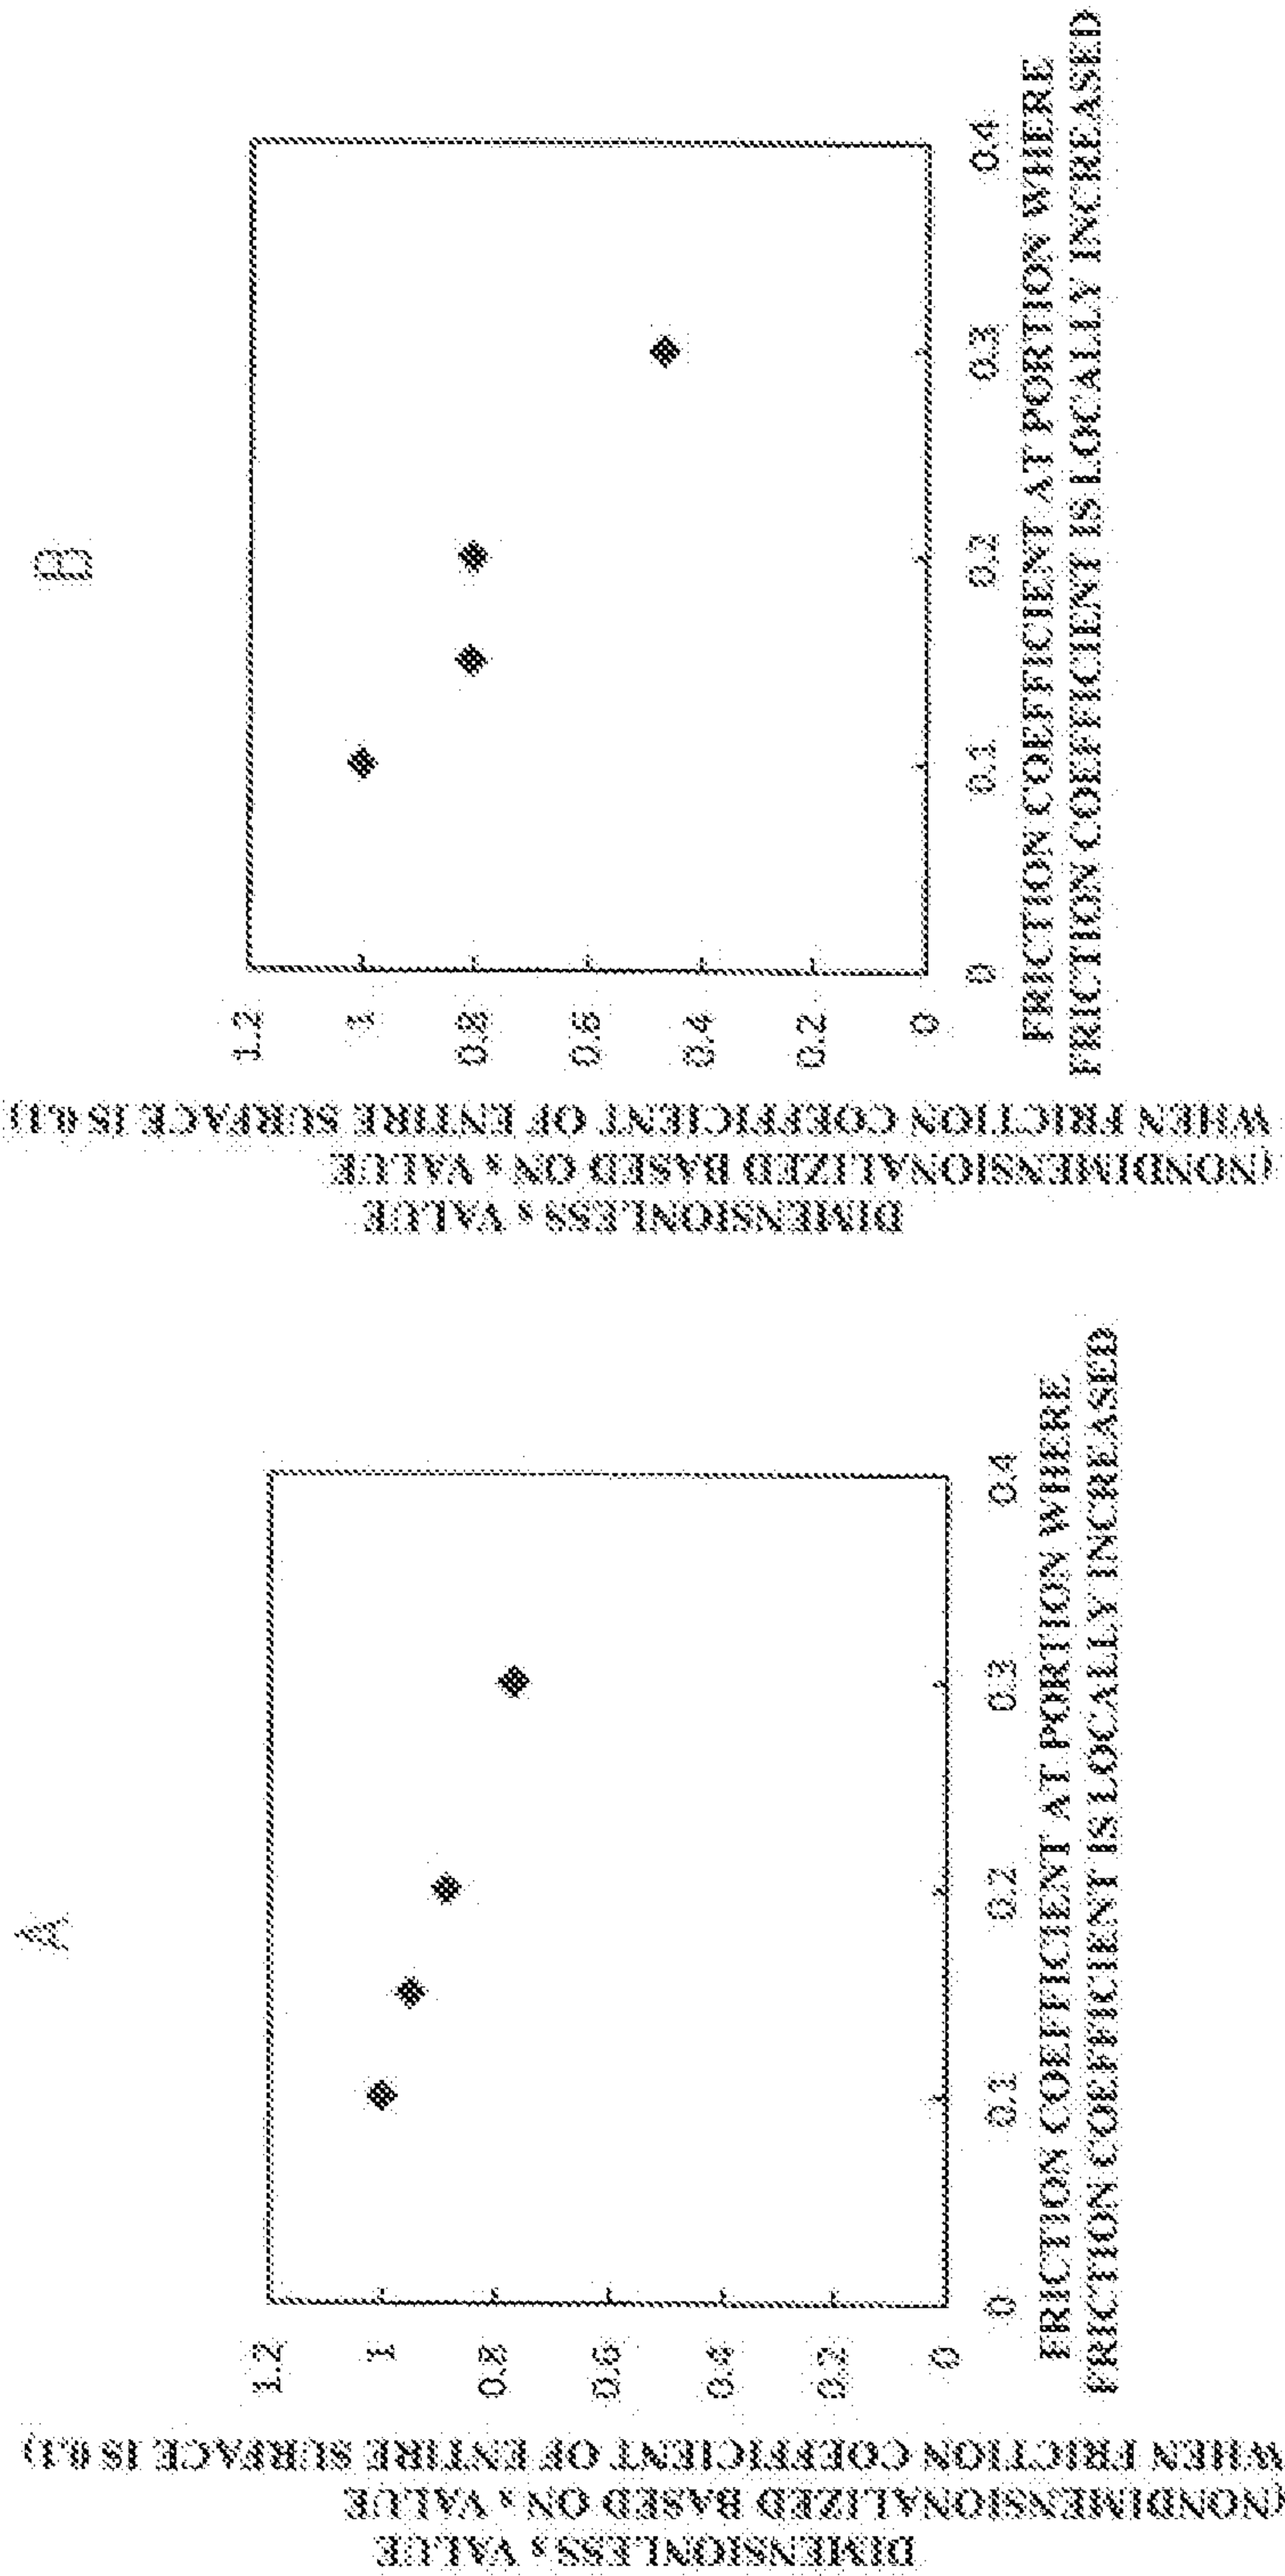 A
DIMENSIONLESS s VALUE
(NONDIMENSIONALIZED BASED ON s VALUE
WHEN FRICTION COEFFICIENT OF ENTIRE SURFACE IS 0.1)
1.2
1
0.8
0.6
0.4
0.2
0
0
0.1
0.2
0.3
0.4
FRICTION COEFFICIENT AT PORTION WHERE
FRICTION COEFFICIENT IS LOCALLY INCREASED
B
DIMENSIONLESS s VALUE
(NONDIMENSIONALIZED BASED ON s VALUE
WHEN FRICTION COEFFICIENT OF ENTIRE SURFACE IS 0.1)
1.2
1
0.8
0.6
0.4
0.2
0
0
0.1
0.2
0.3
0.4
FRICTION COEFFICIENT AT PORTION WHERE
FRICTION COEFFICIENT IS LOCALLY INCREASED